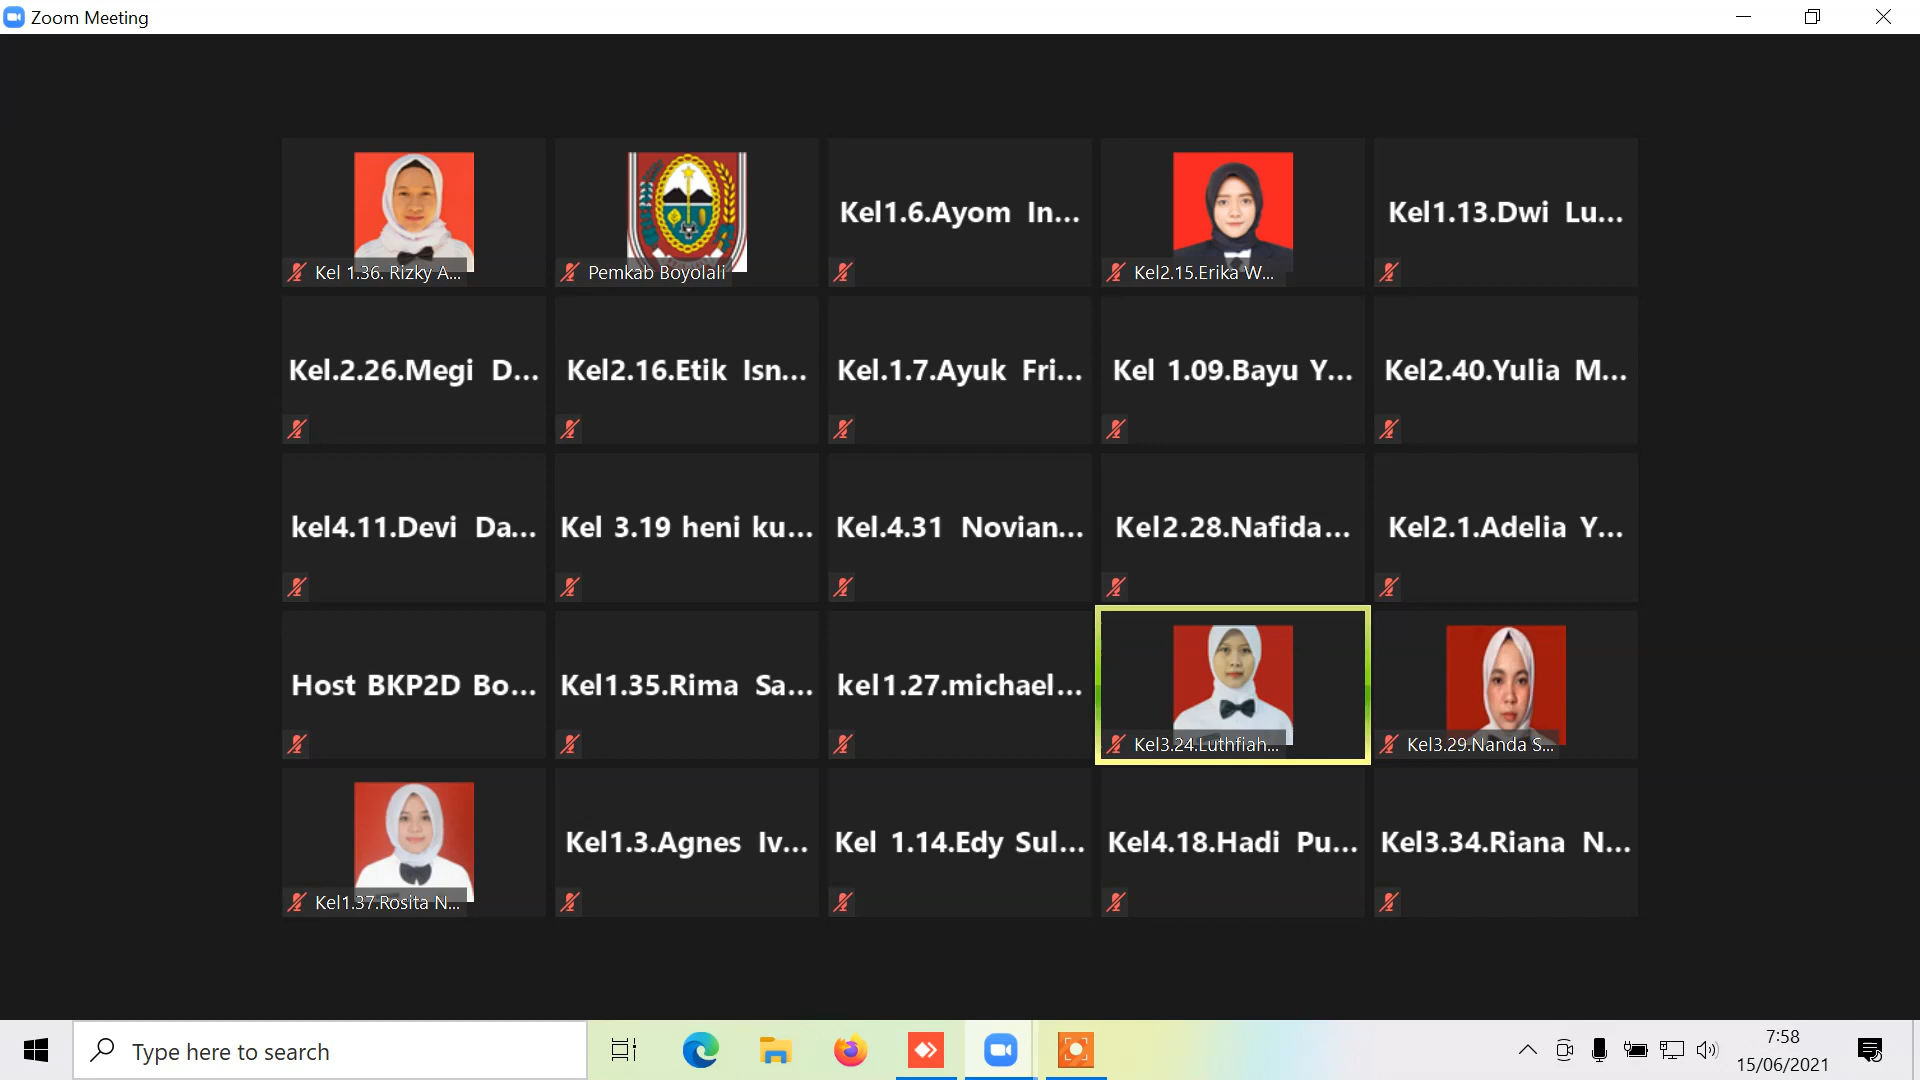 Zoom Meeting
Kel 1.36. Rizky A...
Pemkab Boyolali
Kel1.6.Ayom In...
Kel2.15.Erika W...
Kel1.13.Dwi Lu...
Kel.2.26.Megi D...
Kel2.16.Etik Isn...
Kel.1.7.Ayuk Fri...
Kel 1.09.Bayu Y...
Kel2.40.Yulia M...
kel4.11.Devi Da...
Kel 3.19 heni ku...
Kel.4.31 Novian...
Kel2.28.Nafida...
Kel2.1.Adelia Y...
Host BKP2D Bo...
Kel1.35.Rima Sa...
kel1.27.michael...
Kel3.24.Luthfiah...
Kel3.29.Nanda S...
Kel1.37.Rosita N...
Kel1.3.Agnes Iv...
Kel 1.14.Edy Sul...
Kel4.18.Hadi Pu...
Kel3.34.Riana N...
Type here to search
7:58
15/06/2021